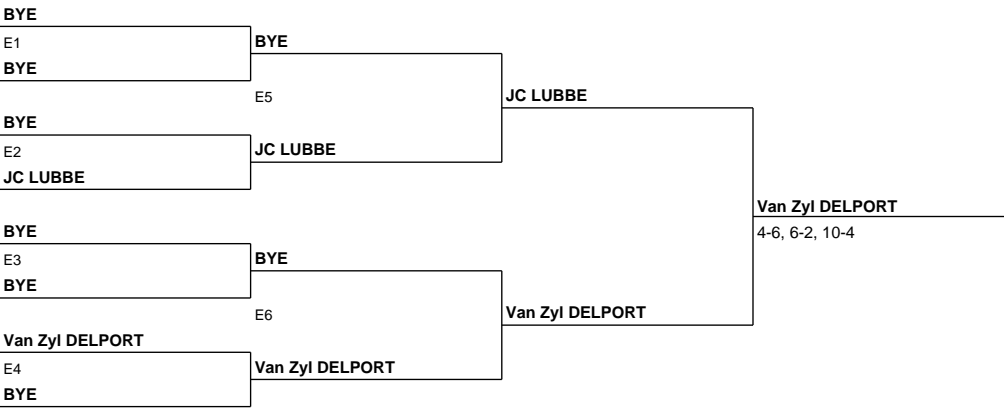 BYE
E1
BYE
BYE
E5
JC LUBBE
BYE
E2
JC LUBBE
JC LUBBE
Van Zyl DELPORT
4-6, 6-2, 10-4
BYE
E3
BYE
BYE
E6
Van Zyl DELPORT
Van Zyl DELPORT
E4
Van Zyl DELPORT
BYE